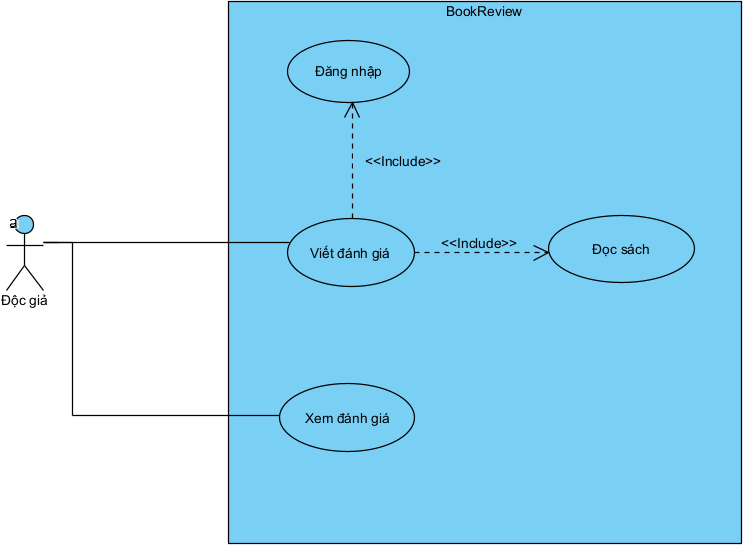 BookReview
Đăng nhập
<<Include>>
a
Viết đánh giá
<<Include>>
Đọc sách
Độc giả
Xem đánh giá